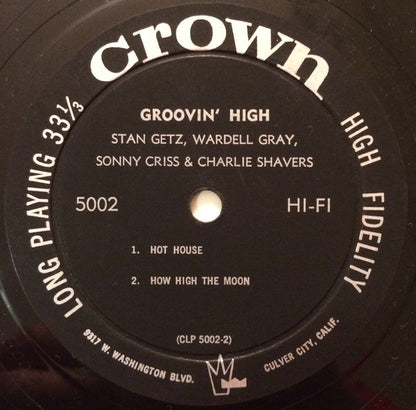 crown
LONG PLAYING 33⅓
HIGH FIDELITY
GROOVIN' HIGH
STAN GETZ, WARDELL GRAY,
SONNY CRISS & CHARLIE SHAVERS
5002
HI-FI
1. HOT HOUSE
2. HOW HIGH THE MOON
(CLP 5002-2)
9317 W. WASHINGTON BLVD.
CULVER CITY, CALIF.